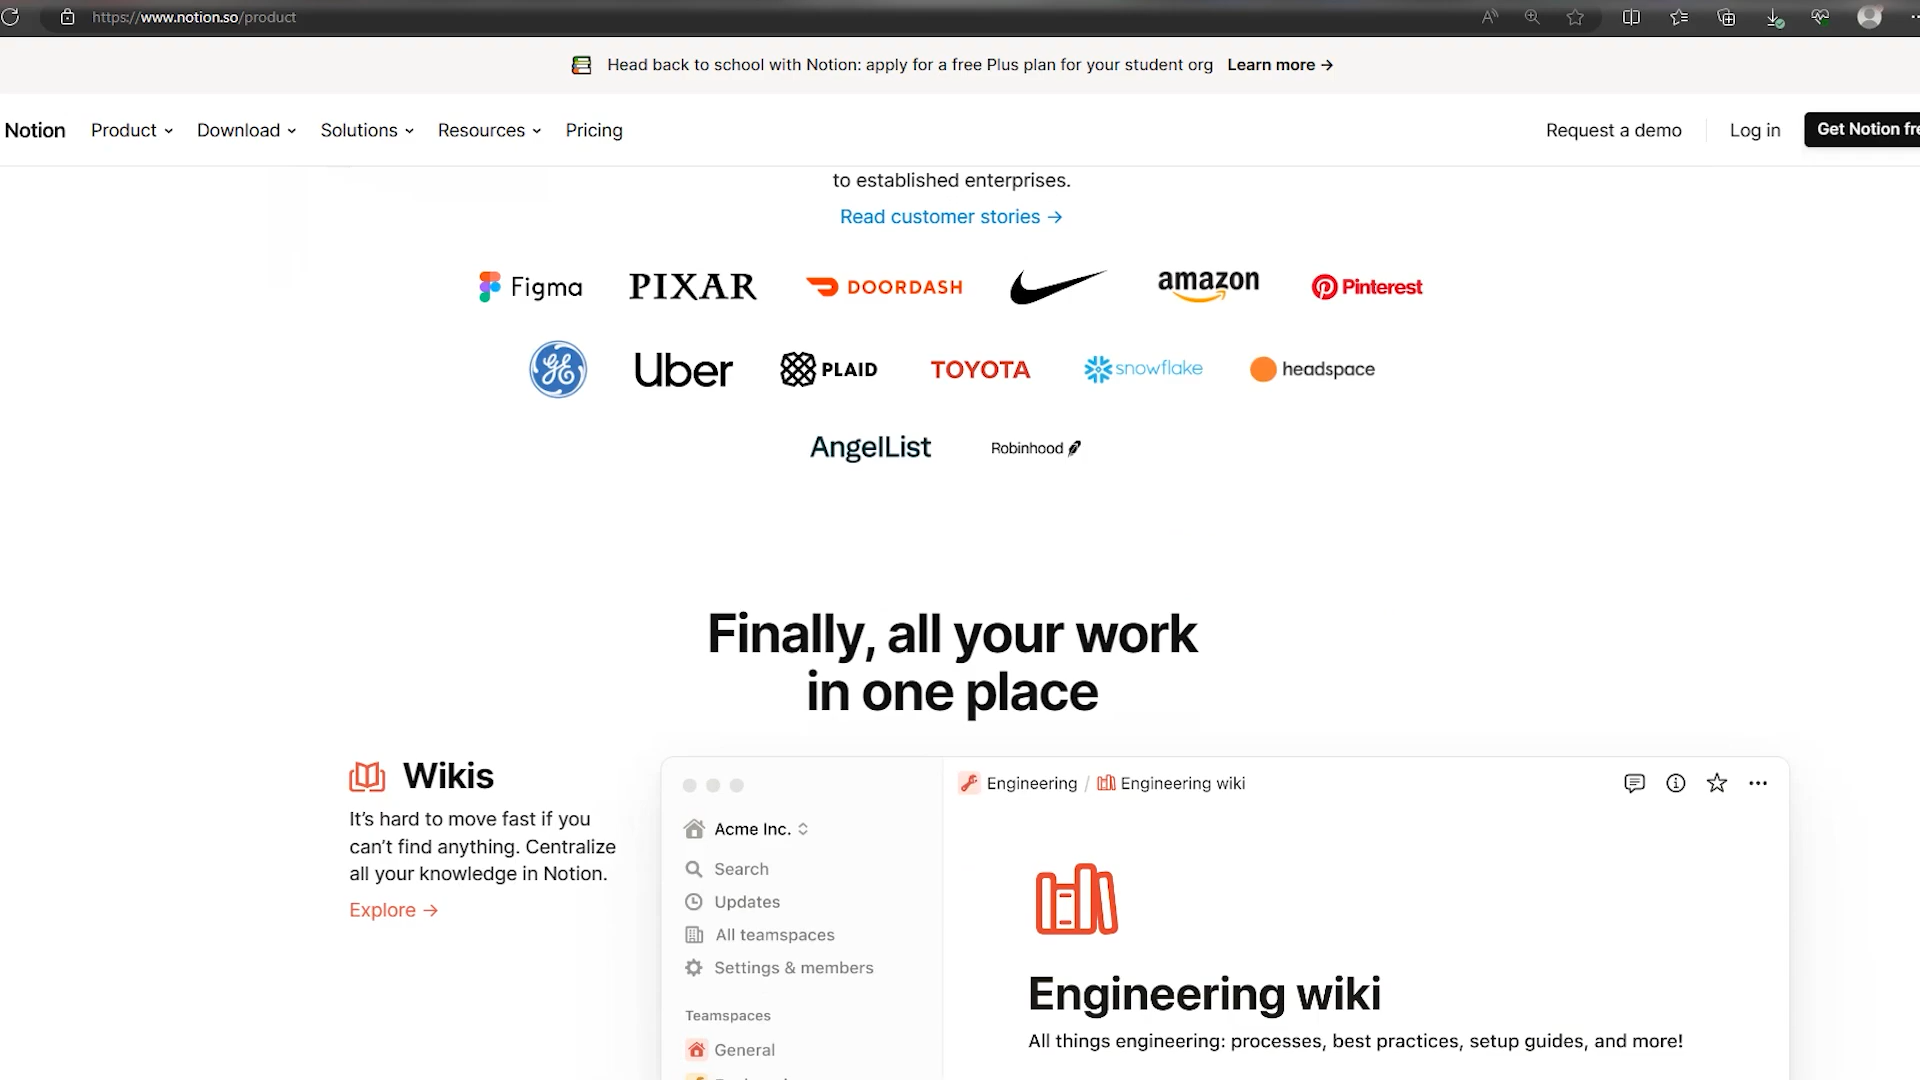 https://www.notion.so/product
Head back to school with Notion: apply for a free Plus plan for your student org Learn more →
Notion Product Download Solutions Resources Pricing Request a demo Log in Get Notion fre
to established enterprises.
Read customer stories →
Figma PIXAR DOORDASH amazon Pinterest
GE Uber PLAID TOYOTA snowflake headspace
AngelList Robinhood
Finally, all your work
in one place
Wikis
It's hard to move fast if you
can't find anything. Centralize
all your knowledge in Notion.
Explore →
Engineering / Engineering wiki
Acme Inc.
Search
Updates
All teamspaces
Settings & members
Teamspaces
General
Engineering wiki
All things engineering: processes, best practices, setup guides, and more!